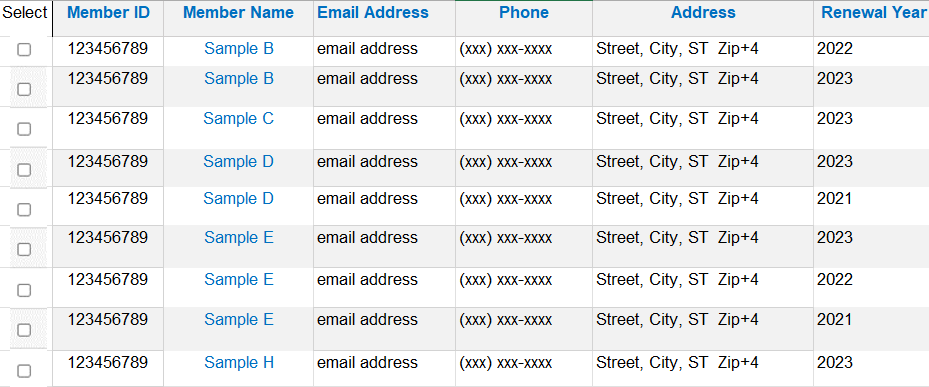 Select Member ID Member Name Email Address Phone Address Renewal Year
123456789 Sample B email address (xxx) xxx-xxxx Street, City, ST Zip+4 2022
123456789 Sample B email address (xxx) xxx-xxxx Street, City, ST Zip+4 2023
123456789 Sample C email address (xxx) xxx-xxxx Street, City, ST Zip+4 2023
123456789 Sample D email address (xxx) xxx-xxxx Street, City, ST Zip+4 2023
123456789 Sample D email address (xxx) xxx-xxxx Street, City, ST Zip+4 2021
123456789 Sample E email address (xxx) xxx-xxxx Street, City, ST Zip+4 2023
123456789 Sample E email address (xxx) xxx-xxxx Street, City, ST Zip+4 2022
123456789 Sample E email address (xxx) xxx-xxxx Street, City, ST Zip+4 2021
123456789 Sample H email address (xxx) xxx-xxxx Street, City, ST Zip+4 2023